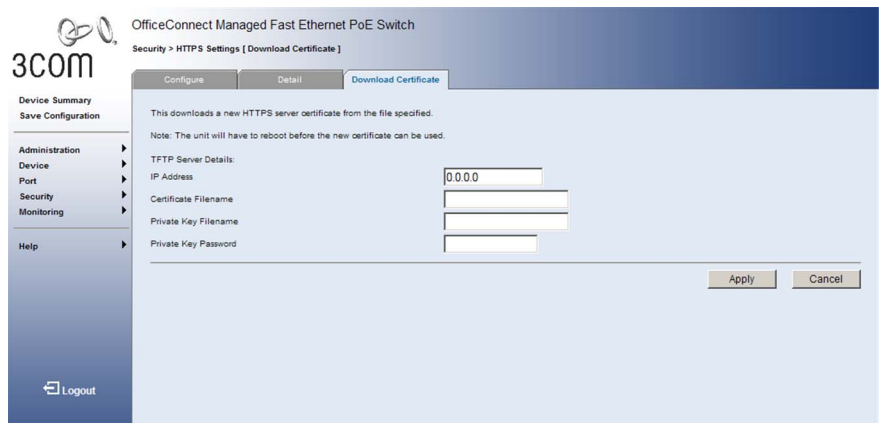 OfficeConnect Managed Fast Ethernet PoE Switch
Security > HTTPS Settings [ Download Certificate ]
3COM
Configure
Detail
Download Certificate
Device Summary
Save Configuration
Administration
Device
Port
Security
Monitoring
Help
Logout
This downloads a new HTTPS server certificate from the file specified.
Note: The unit will have to reboot before the new certificate can be used.
TFTP Server Details:
IP Address 0.0.0.0
Certificate Filename
Private Key Filename
Private Key Password
Apply
Cancel